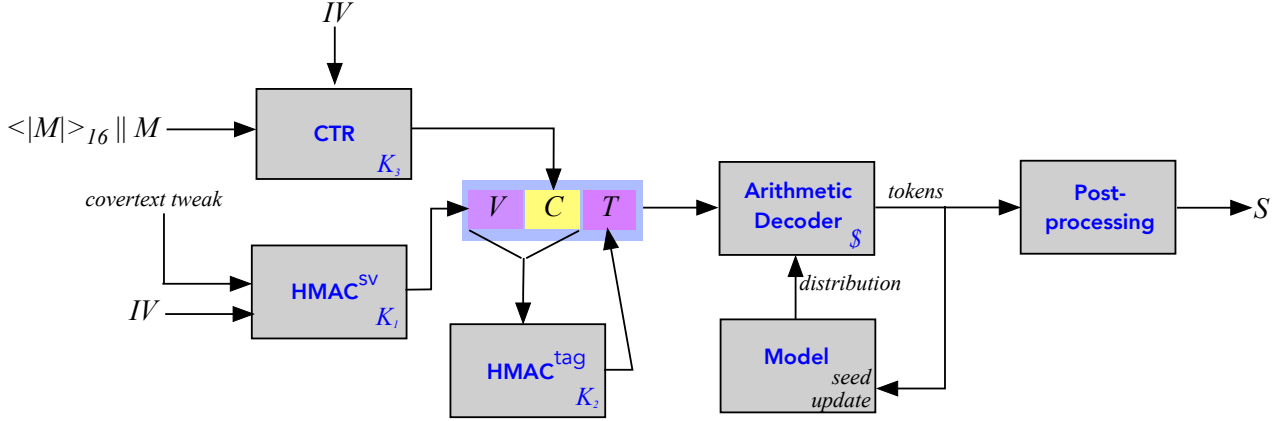 IV
<|M|>16 || M
CTR
K3
covertext tweak
IV
HMACsv
K1
V C T
HMACtag
K2
Arithmetic
Decoder
$
tokens
distribution
Model
seed
update
Post-
processing
S